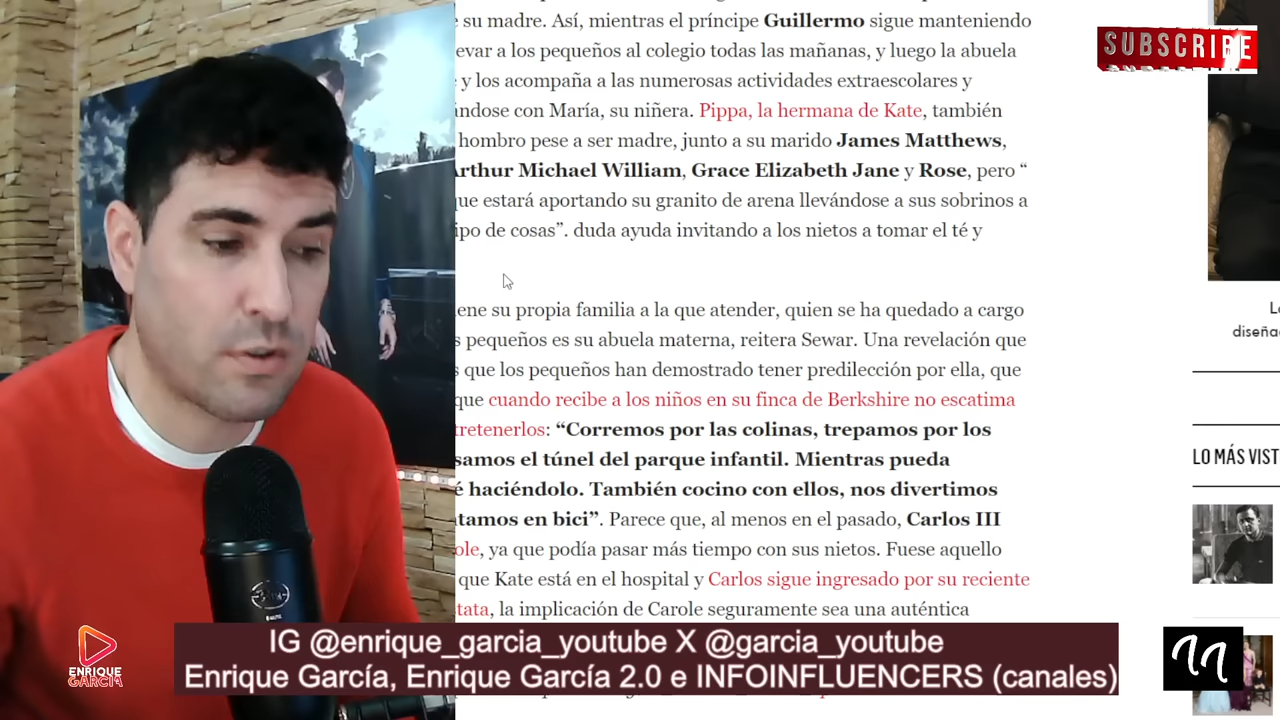 e su madre. Así, mientras el príncipe Guillermo sigue manteniendo
evar a los pequeños al colegio todas las mañanas, y luego la abuela
e y los acompaña a las numerosas actividades extraescolares y
ndose con María, su niñera. Pippa, la hermana de Kate, también
hombro pese a ser madre, junto a su marido James Matthews,
Arthur Michael William, Grace Elizabeth Jane y Rose, pero “
que estará aportando su granito de arena llevándose a sus sobrinos a
ipo de cosas”. duda ayuda invitando a los nietos a tomar el té y
ene su propia familia a la que atender, quien se ha quedado a cargo
s pequeños es su abuela materna, reitera Sewar. Una revelación que
s que los pequeños han demostrado tener predilección por ella, que
que cuando recibe a los niños en su finca de Berkshire no escatima
tretenerlos: “Corremos por las colinas, trepamos por los
samos el túnel del parque infantil. Mientras pueda
é haciéndolo. También cocino con ellos, nos divertimos
tamos en bici”. Parece que, al menos en el pasado, Carlos III
ole, ya que podía pasar más tiempo con sus nietos. Fuese aquello
que Kate está en el hospital y Carlos sigue ingresado por su reciente
tata, la implicación de Carole seguramente sea una auténtica
SUBSCRIBE
L
diseña
LO MÁS VIST
IG @enrique_garcia_youtube X @garcia_youtube
Enrique García, Enrique García 2.0 e INFOINFLUENCERS (canales)
ENRIQUE
GARCÍA